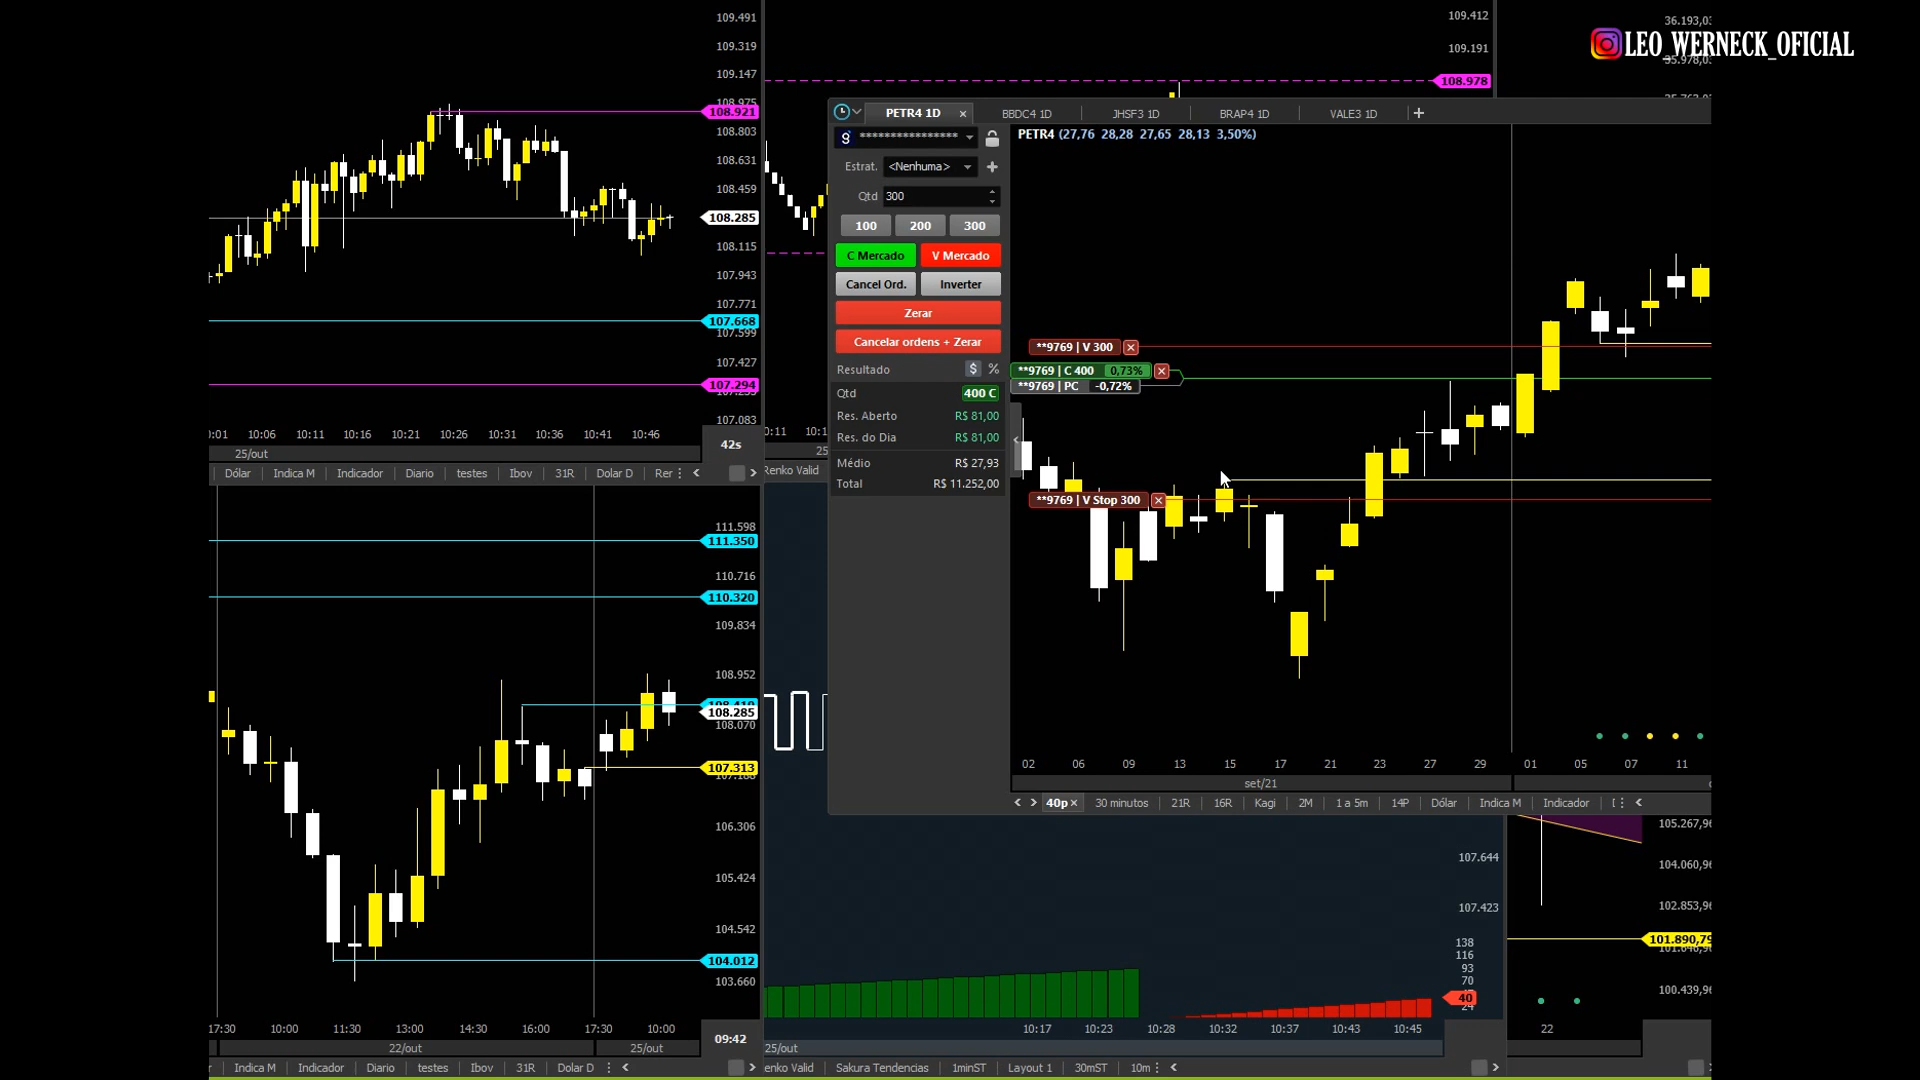 LEO_WERNECK_OFICIAL
109.491
109.319
109.147
108.975
108.921
108.803
108.631
108.459
108.285
108.115
107.943
107.771
107.668
107.599
107.427
107.294
107.083
10:06 10:11 10:16 10:21 10:26 10:31 10:36 10:41 10:46
42s
25/out
Dólar Indica M Indicador Diario testes Ibov 31R Dolar D
109.412
109.191
108.978
36.193,0
35.978,0
PETR4 1D × BBDC4 1D JHSF3 1D BRAP4 1D VALE3 1D +
****************
PETR4 (27,76 28,28 27,65 28,13 3,50%)
Estrat. <Nenhuma>
Qtd 300
100 200 300
C Mercado V Mercado
Cancel Ord. Inverter
Zerar
Cancelar ordens + Zerar
Resultado $ %
Qtd 400 C
Res. Aberto R$ 81,00
Res. do Dia R$ 81,00
Médio R$ 27,93
Total R$ 11.252,00
**9769 | V 300
**9769 | C 400 0,73%
**9769 | PC -0,72%
**9769 | V Stop 300
02 06 09 13 15 17 21 23 27 29 01 05 07 11
set/21
40p × 30 minutos 21R 16R Kagi 2M 1 a 5m 14P Dólar Indica M Indicador
Renko Valid
111.598
111.350
110.716
110.320
109.834
108.952
108.285
108.070
107.313
106.306
105.424
104.542
104.012
103.660
17:30 10:00 11:30 13:00 14:30 16:00 17:30 10:00
09:42
22/out 25/out
Indica M Indicador Diario testes Ibov 31R Dolar D
107.644
107.423
138
116
93
70
40
24
10:17 10:23 10:28 10:32 10:37 10:43 10:45
25/out
Sakura Tendencias 1minST Layout 1 30mST 10m
105.267,9
104.060,9
102.853,9
101.890,7
100.439,9
22